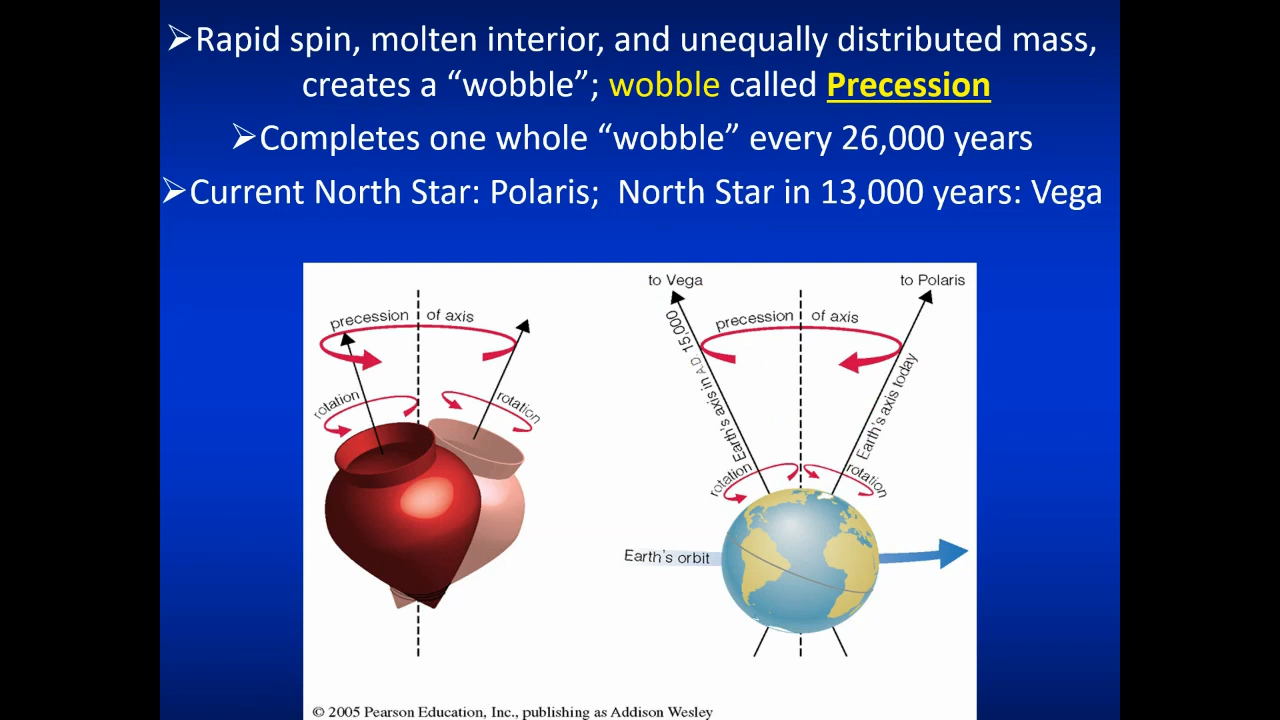 ➢Rapid spin, molten interior, and unequally distributed mass,
creates a “wobble”; wobble called Precession
➢Completes one whole “wobble” every 26,000 years
➢Current North Star: Polaris;  North Star in 13,000 years: Vega
precession of axis
rotation
rotation
to Vega
to Polaris
precession of axis
Earth's axis in A.D. 15,000
Earth's axis today
rotation
rotation
Earth's orbit
© 2005 Pearson Education, Inc., publishing as Addison Wesley